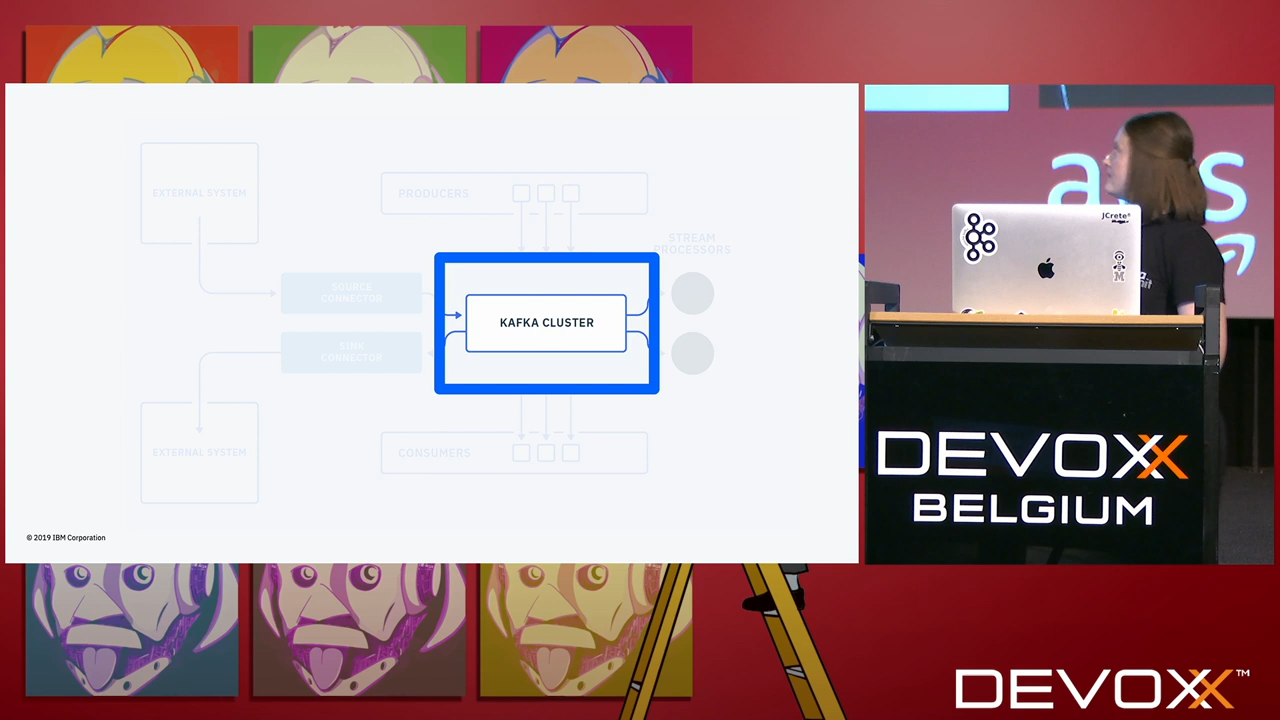 EXTERNAL SYSTEM
PRODUCERS
STREAM
PROCESSORS
SOURCE
CONNECTOR
KAFKA CLUSTER
SINK
CONNECTOR
EXTERNAL SYSTEM
CONSUMERS
© 2019 IBM Corporation
JCrete
DEVOXX
BELGIUM
DEVOXX™